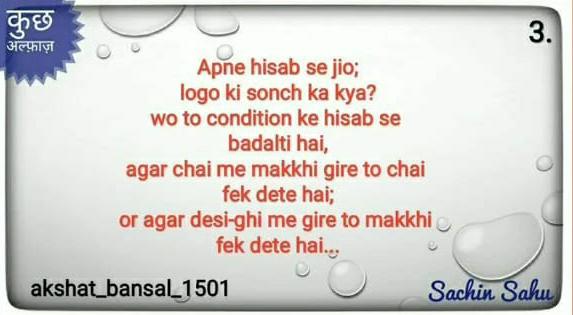 कुछ
अल्फ़ाज़
3.
Apne hisab se jio;
logo ki sonch ka kya?
wo to condition ke hisab se
badalti hai,
agar chai me makkhi gire to chai
fek dete hai;
or agar desi-ghi me gire to makkhi
fek dete hai...
akshat_bansal_1501
Sachin Sahu